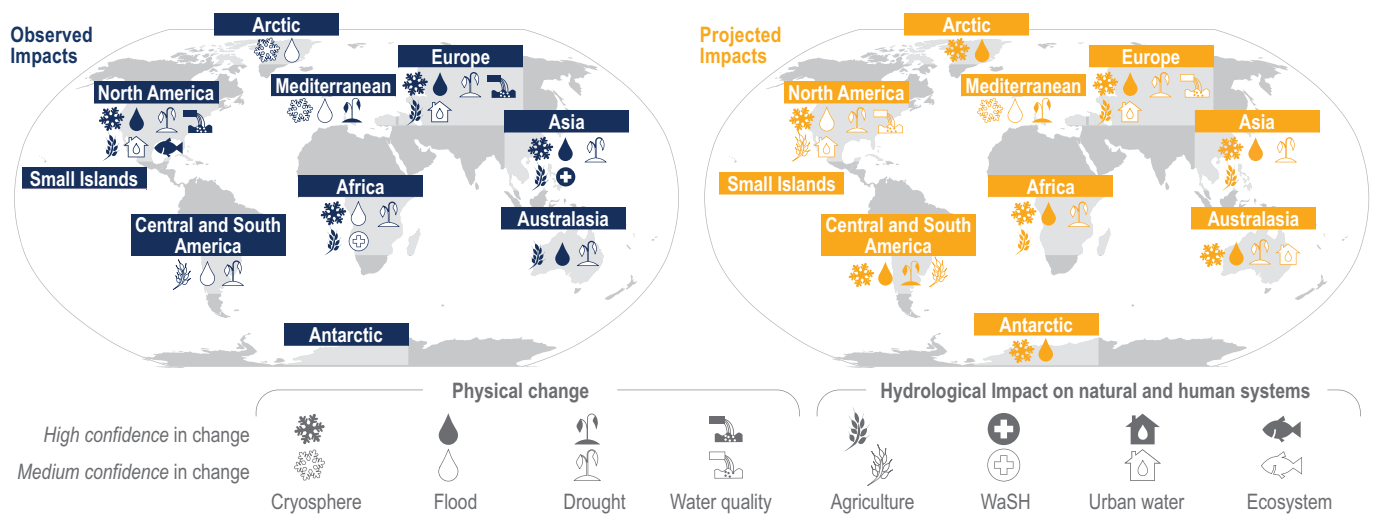 Observed
Impacts
Arctic
Europe
Mediterranean
North America
Asia
Small Islands
Africa
Central and South
America
Australasia
Antarctic
Projected
Impacts
Arctic
Europe
Mediterranean
North America
Asia
Small Islands
Africa
Central and South
America
Australasia
Antarctic
Physical change
Hydrological Impact on natural and human systems
High confidence in change
Medium confidence in change
Cryosphere
Flood
Drought
Water quality
Agriculture
WaSH
Urban water
Ecosystem